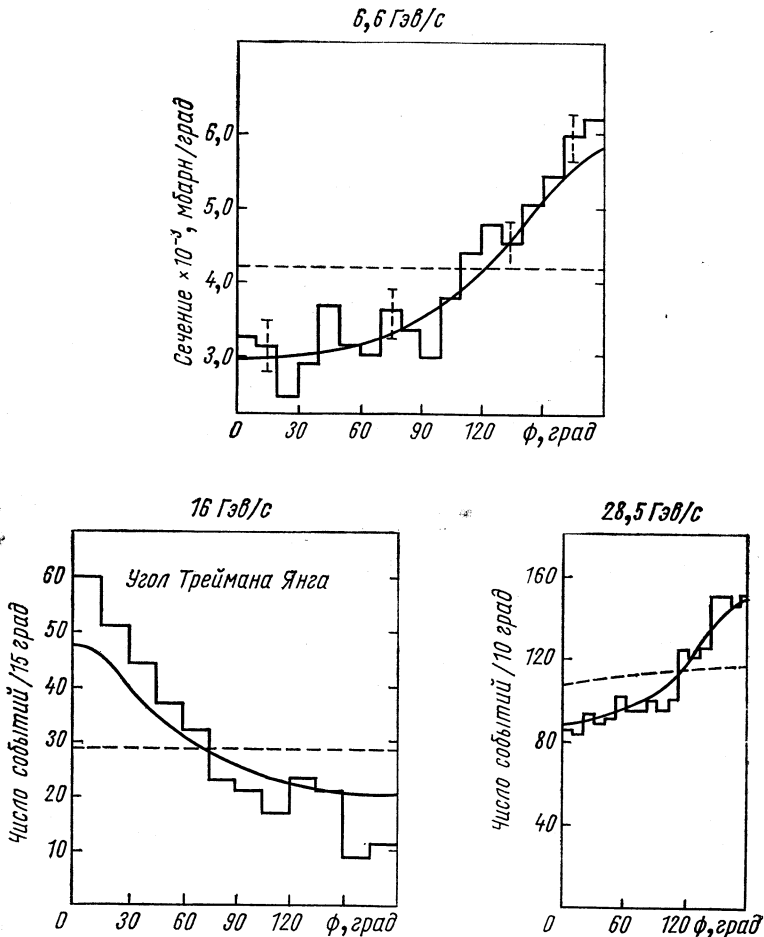 6,6 Гэв/с
Сечение ×10⁻³, мбарн/град
6,0
5,0
4,0
3,0
0 30 60 90 120 ϕ, град
16 Гэв/с
Угол Треймана Янга
Число событий/15 град
60
50
40
30
20
10
0 30 60 90 120 ϕ, град
28,5 Гэв/с
Число событий/10 град
160
120
80
40
0 60 120 ϕ, град